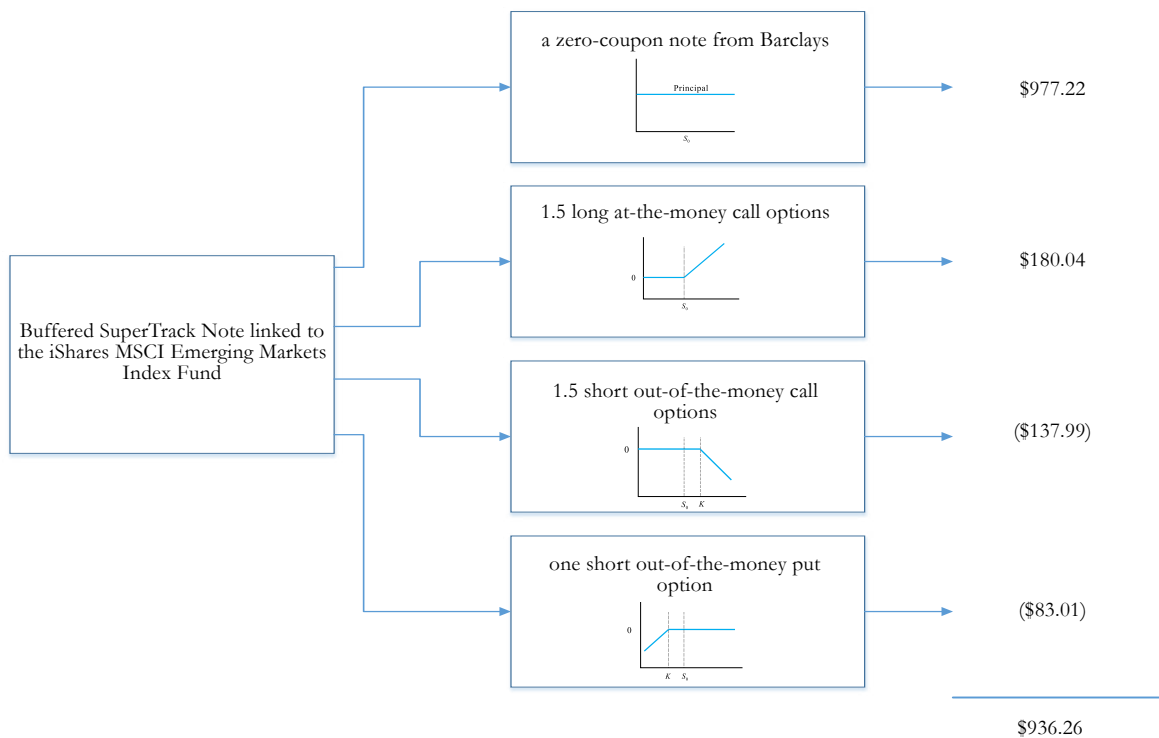 a zero-coupon note from Barclays
Principal
S₀
$977.22
1.5 long at-the-money call options
0
S₀
$180.04
Buffered SuperTrack Note linked to
the iShares MSCI Emerging Markets
Index Fund
1.5 short out-of-the-money call
options
0
S₀ K
($137.99)
one short out-of-the-money put
option
0
K S₀
($83.01)
$936.26